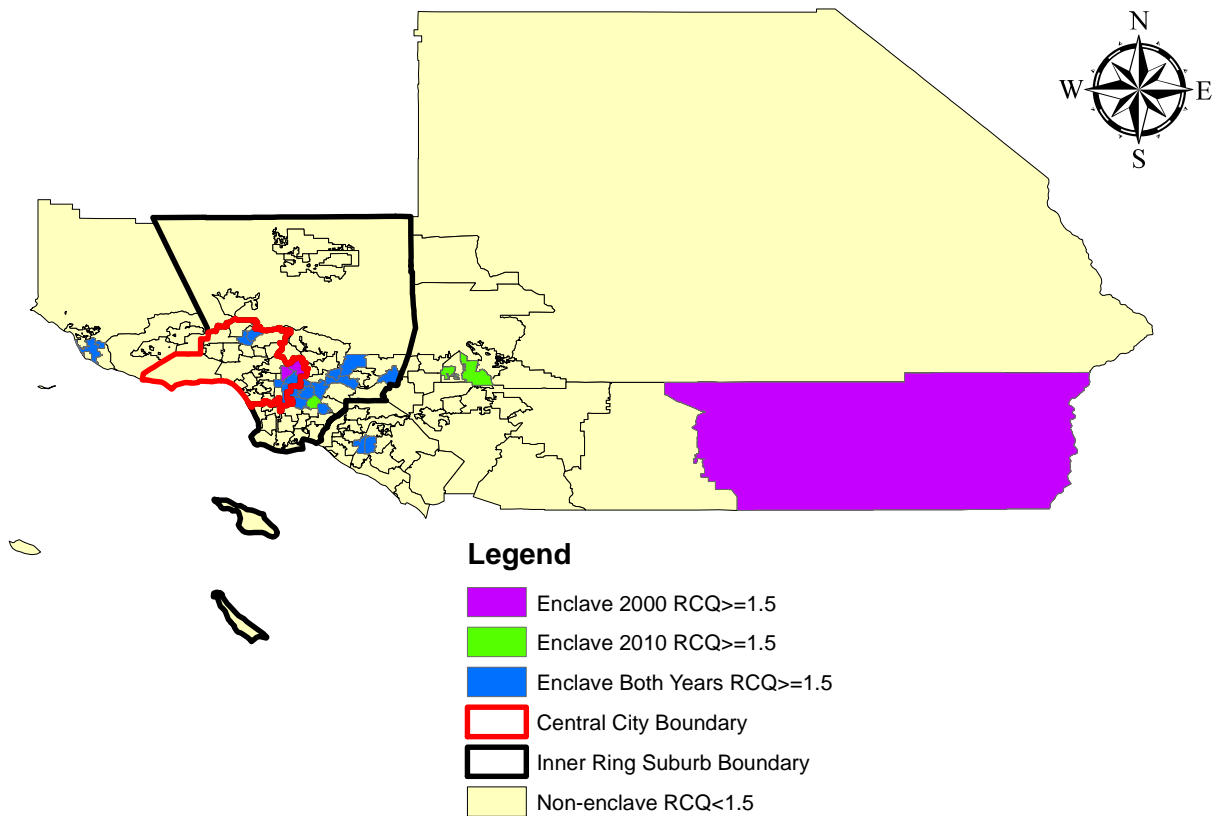 N
W E
S
Legend
Enclave 2000 RCQ>=1.5
Enclave 2010 RCQ>=1.5
Enclave Both Years RCQ>=1.5
Central City Boundary
Inner Ring Suburb Boundary
Non-enclave RCQ<1.5